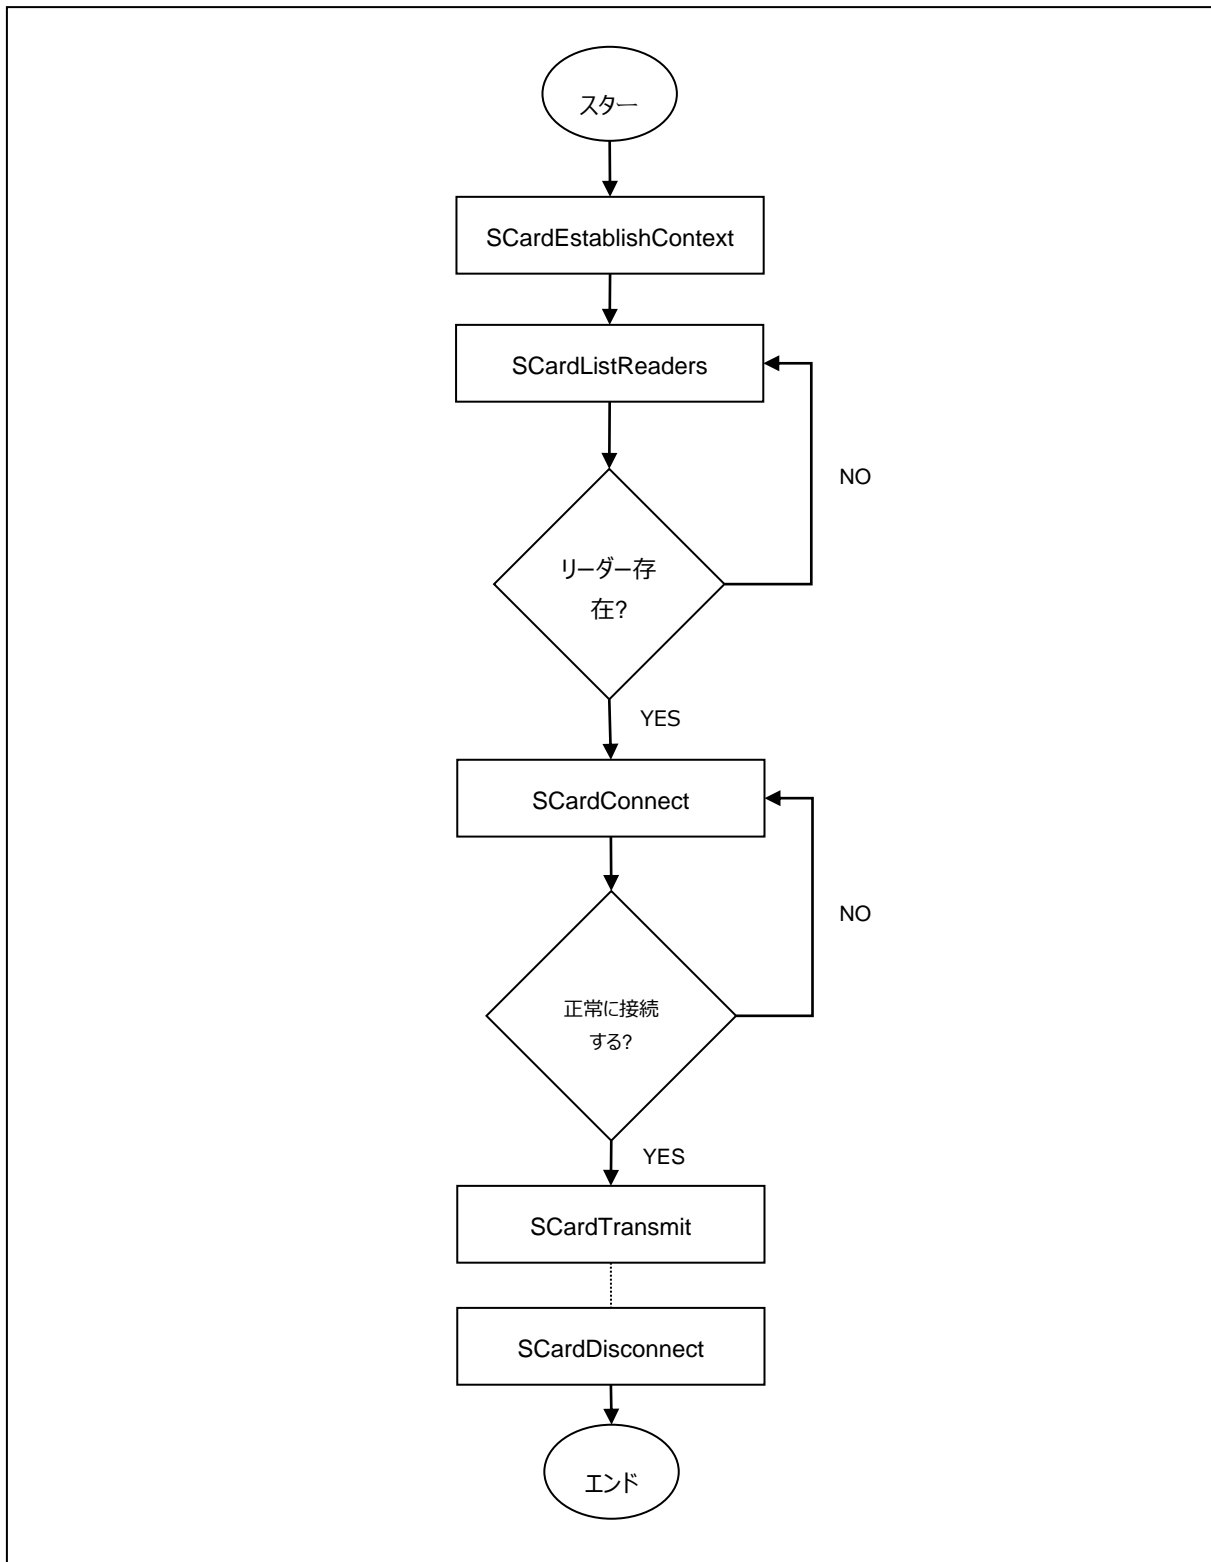 スター
SCardEstablishContext
SCardListReaders
NO
リーダー存
在?
YES
SCardConnect
NO
正常に接続
する?
YES
SCardTransmit
SCardDisconnect
エンド